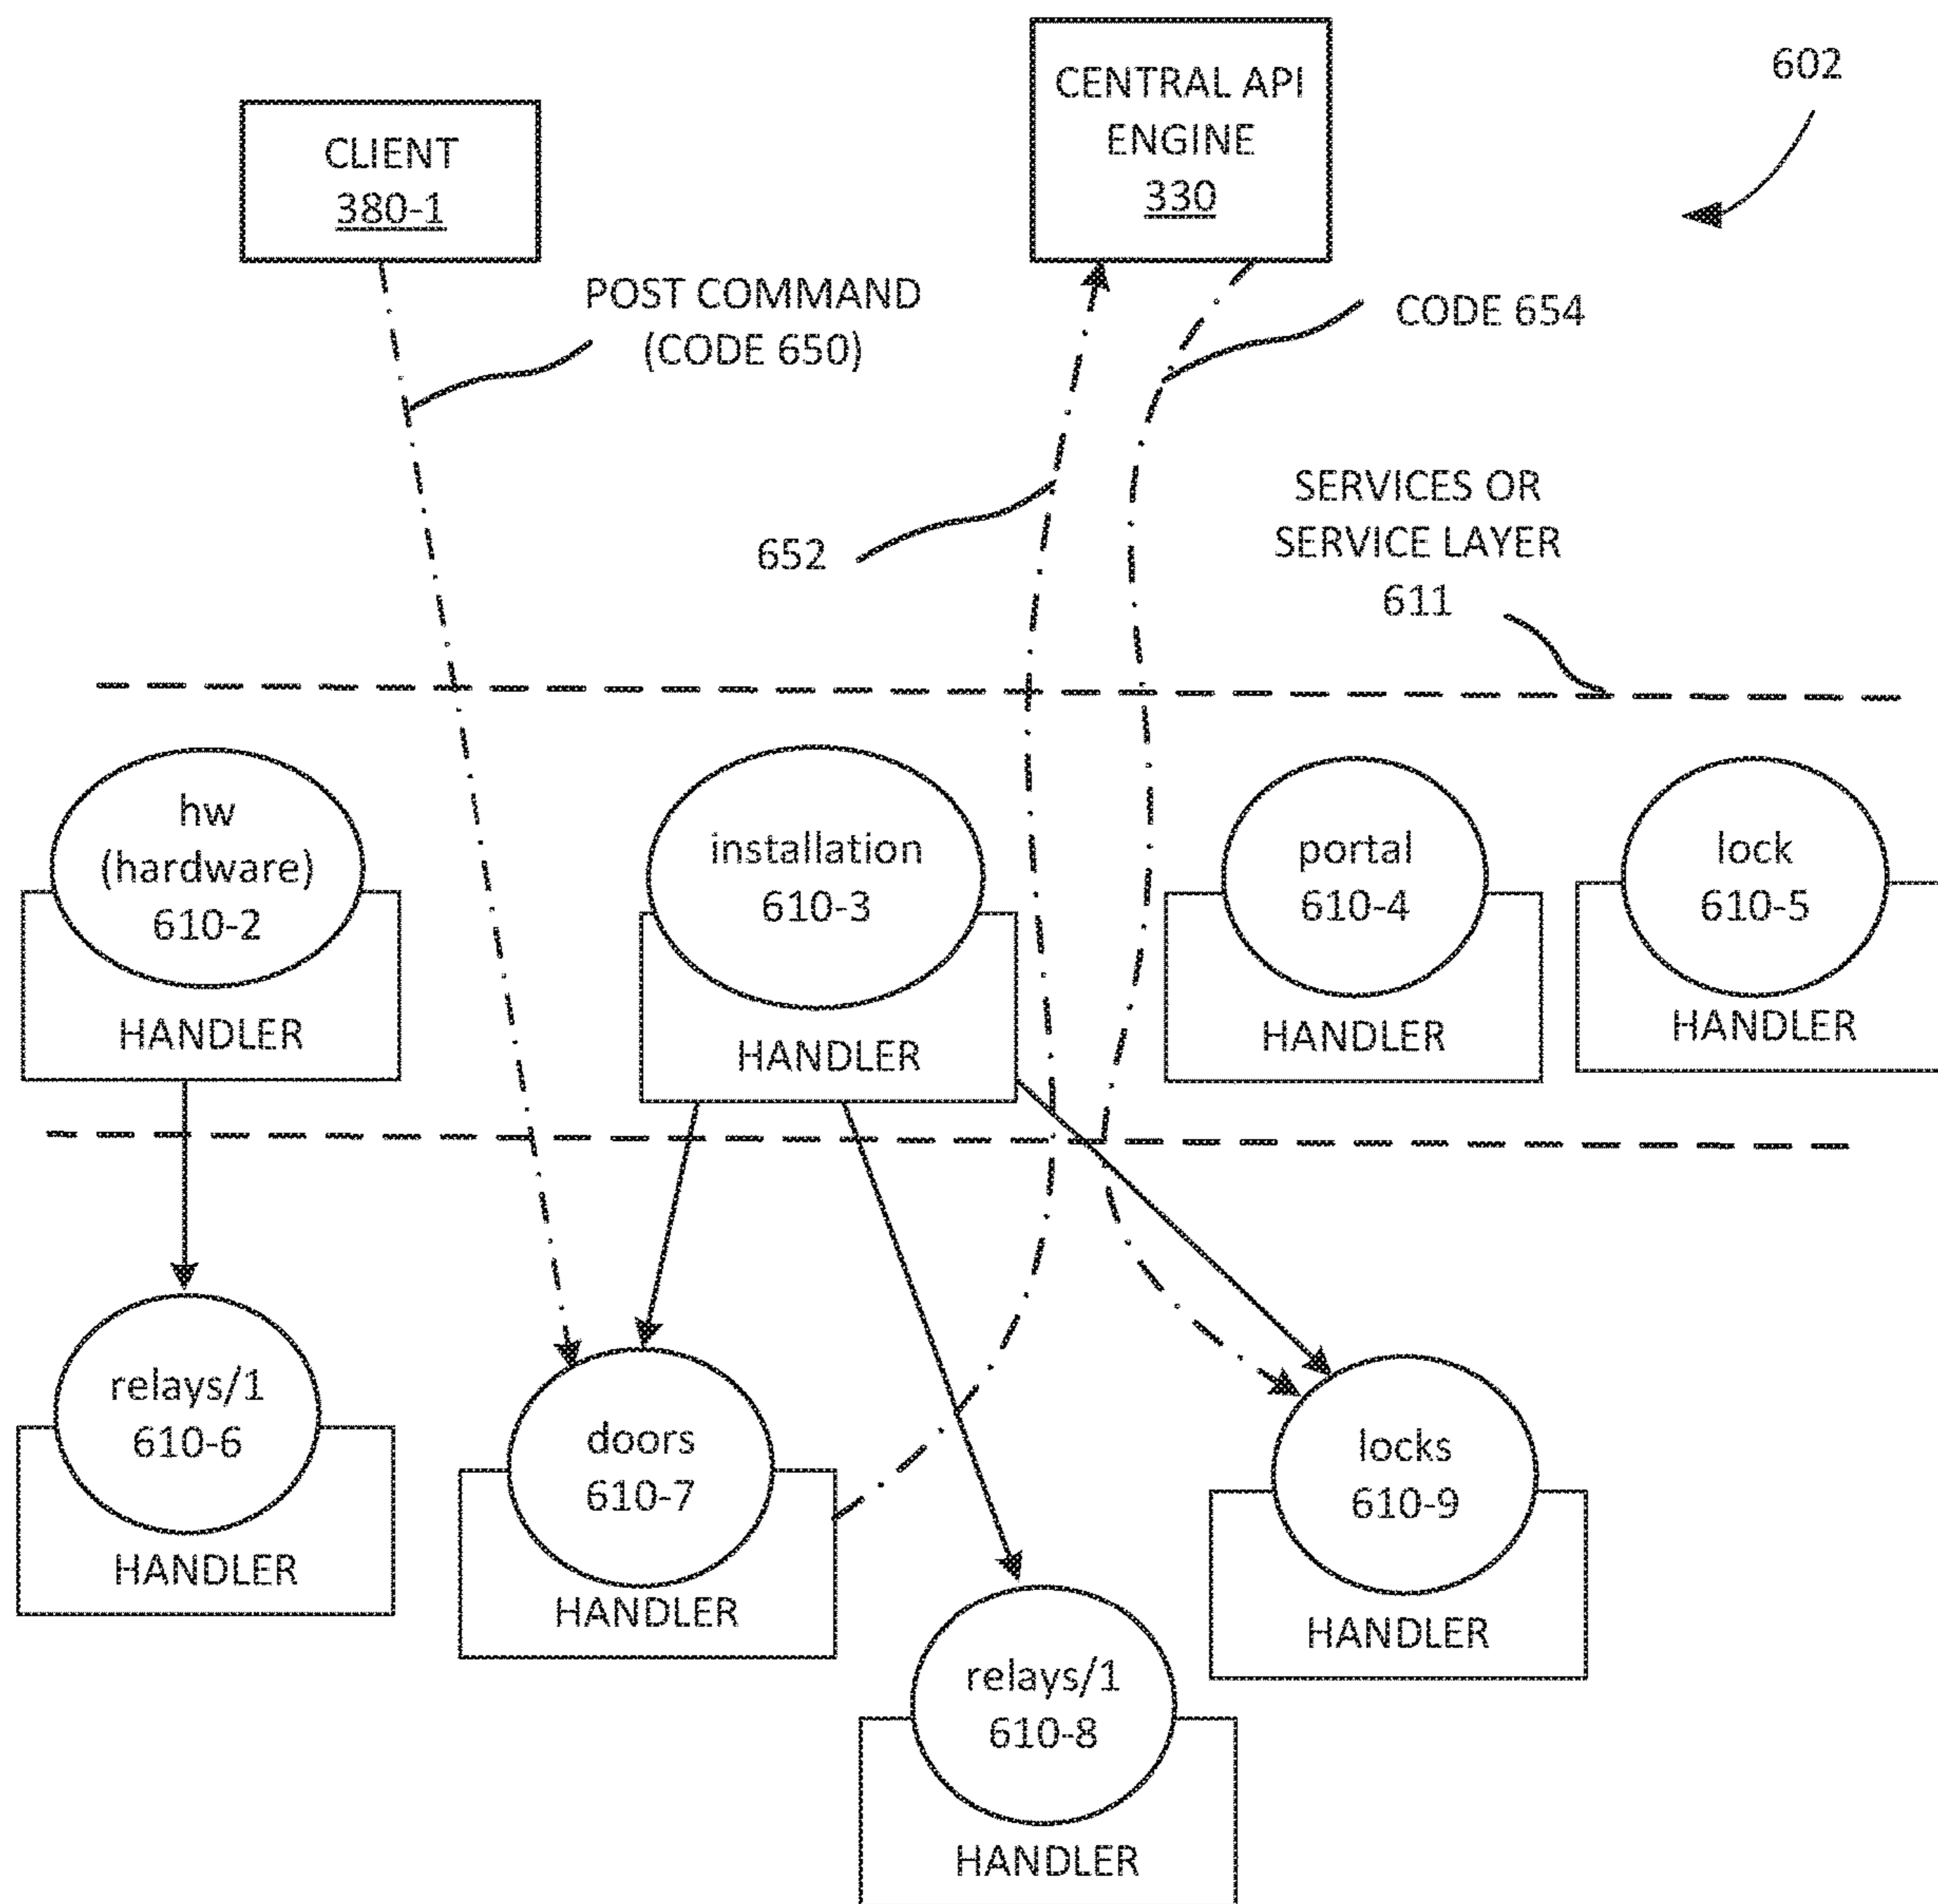 602
CENTRAL API
ENGINE
330
CLIENT
380-1
POST COMMAND
(CODE 650)
CODE 654
652
SERVICES OR
SERVICE LAYER
611
hw
(hardware)
610-2
HANDLER
installation
610-3
HANDLER
portal
610-4
HANDLER
lock
610-5
HANDLER
relays/1
610-6
HANDLER
doors
610-7
HANDLER
relays/1
610-8
HANDLER
locks
610-9
HANDLER